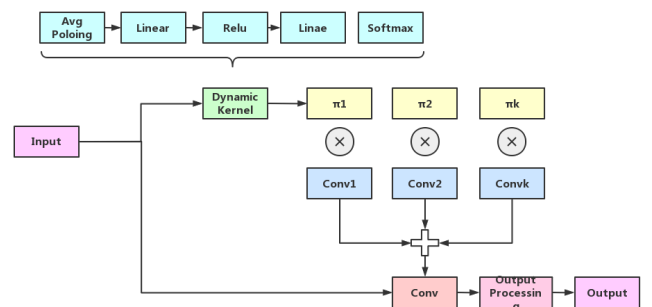 Avg
Poloing
Linear
Relu
Linae
Softmax
Dynamic
Kernel
π1
π2
πk
Input
Conv1
Conv2
Convk
Conv
Output
Processin
g
Output